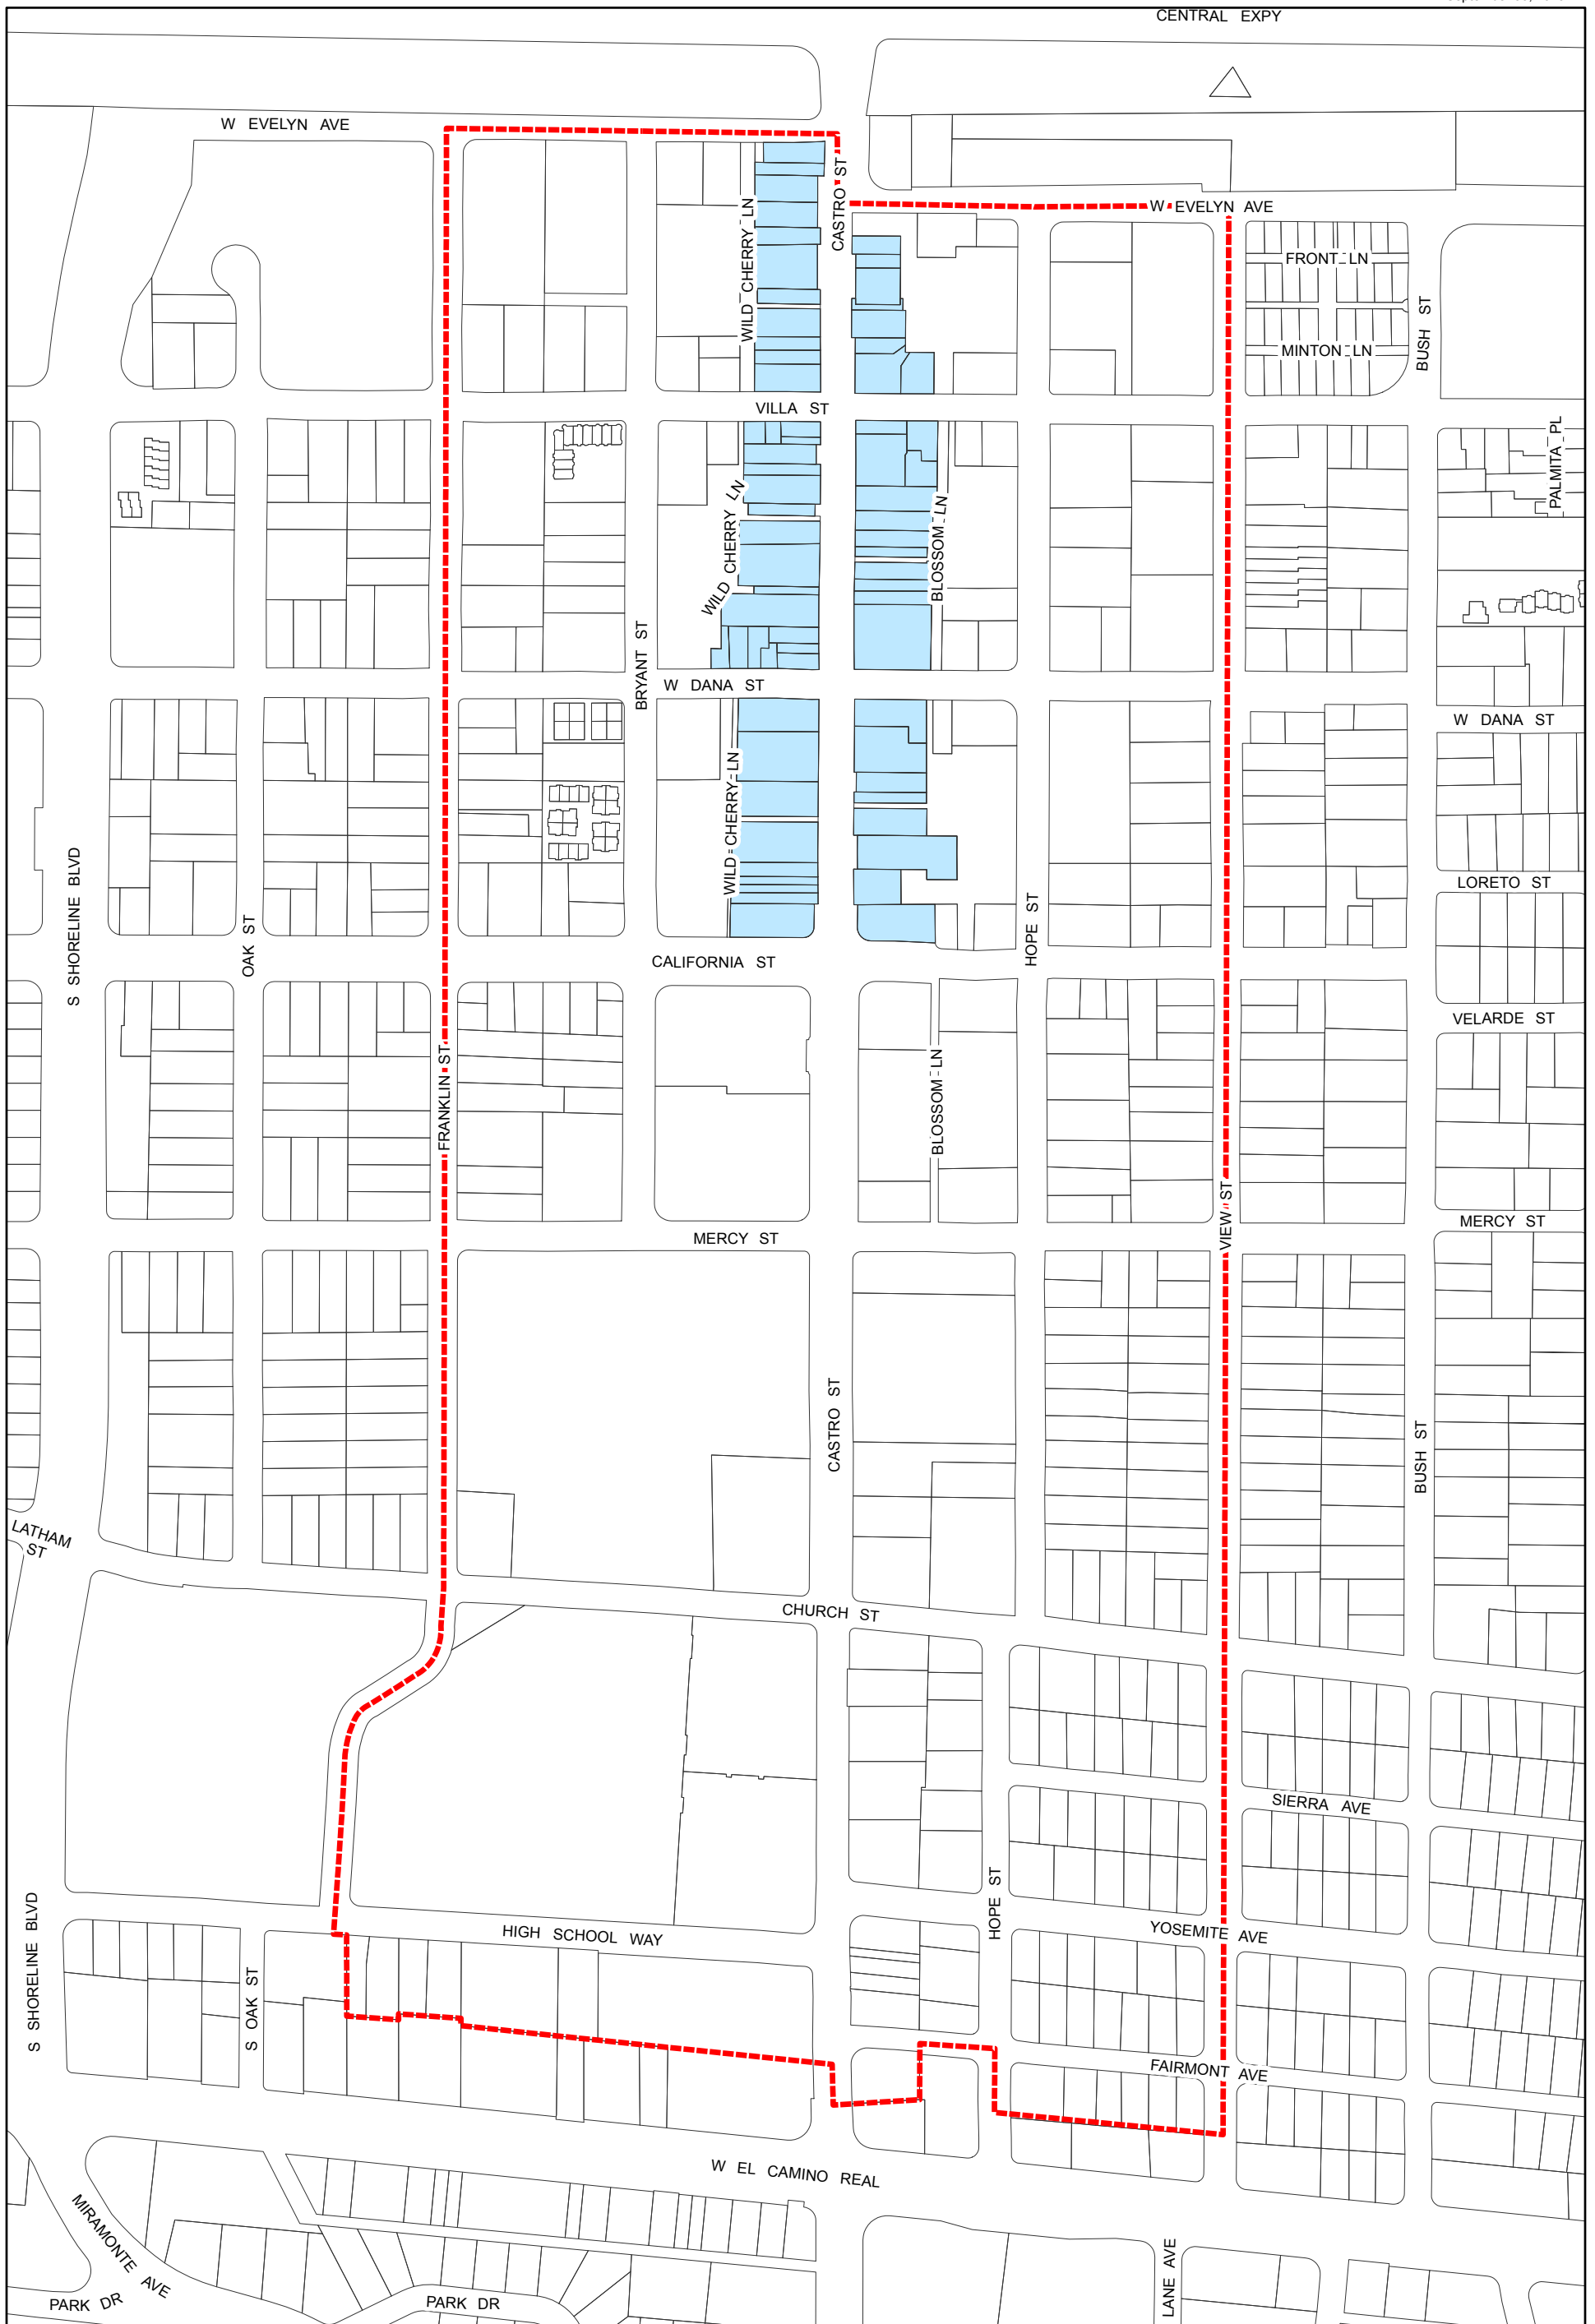 CENTRAL EXPY
W EVELYN AVE
CASTRO ST
W EVELYN AVE
WILD CHERRY LN
FRONT LN
BUSH ST
MINTON LN
VILLA ST
PALMITA PL
WILD CHERRY LN
BLOSSOM LN
BRYANT ST
W DANA ST
W DANA ST
WILD CHERRY LN
S SHORELINE BLVD
LORETO ST
OAK ST
HOPE ST
CALIFORNIA ST
VELARDE ST
FRANKLIN ST
BLOSSOM LN
VIEW ST
MERCY ST
MERCY ST
CASTRO ST
BUSH ST
LATHAM
ST
CHURCH ST
SIERRA AVE
S SHORELINE BLVD
HOPE ST
HIGH SCHOOL WAY
YOSEMITE AVE
S OAK ST
FAIRMONT AVE
W EL CAMINO REAL
MIRAMONTE AVE
LANE AVE
PARK DR
PARK DR